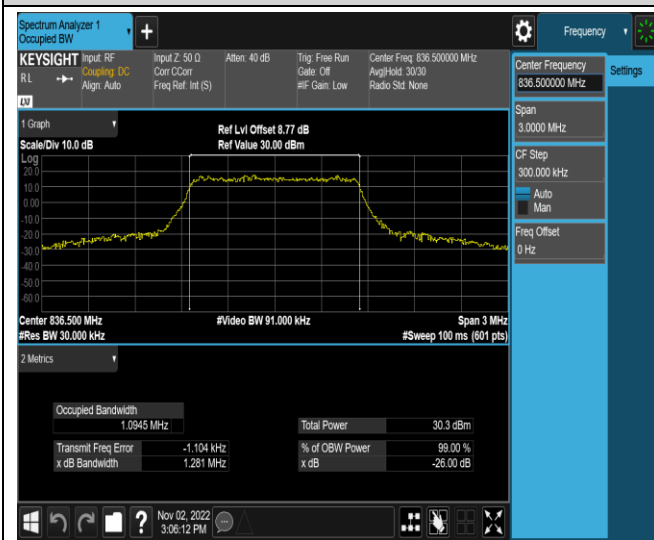 Spectrum Analyzer 1
Occupied BW
+
Frequency
KEYSIGHT
RL
LXI
Input: RF
Coupling: DC
Align: Auto
Input Z: 50 Ω
Corr CCorr
Freq Ref: Int (S)
Atten: 40 dB
Trig: Free Run
Gate: Off
#IF Gain: Low
Center Freq: 836.500000 MHz
Avg|Hold: 30/30
Radio Std: None
Center Frequency
836.500000 MHz
Settings
Span
3.0000 MHz
CF Step
300.000 kHz
Auto
Man
Freq Offset
0 Hz
1 Graph
Scale/Div 10.0 dB
Ref Lvl Offset 8.77 dB
Ref Value 30.00 dBm
Log
20.0
10.0
0.00
-10.0
-20.0
-30.0
-40.0
-50.0
-60.0
Center 836.500 MHz
#Video BW 91.000 kHz
Span 3 MHz
#Res BW 30.000 kHz
#Sweep 100 ms (601 pts)
2 Metrics
Occupied Bandwidth
1.0945 MHz
Total Power 30.3 dBm
Transmit Freq Error -1.104 kHz
% of OBW Power 99.00 %
x dB Bandwidth 1.281 MHz
x dB -26.00 dB
?
Nov 02, 2022
3:06:12 PM